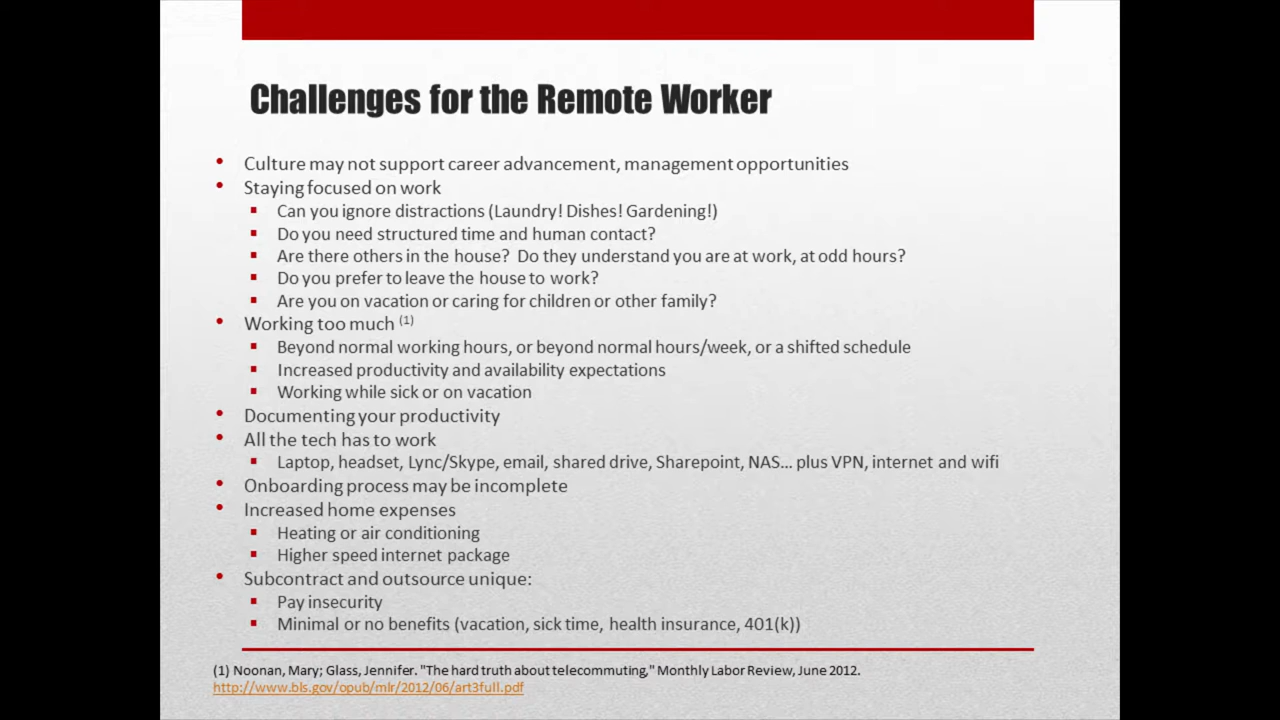 Challenges for the Remote Worker
• Culture may not support career advancement, management opportunities
• Staying focused on work
▪ Can you ignore distractions (Laundry! Dishes! Gardening!)
▪ Do you need structured time and human contact?
▪ Are there others in the house?  Do they understand you are at work, at odd hours?
▪ Do you prefer to leave the house to work?
▪ Are you on vacation or caring for children or other family?
• Working too much (1)
▪ Beyond normal working hours, or beyond normal hours/week, or a shifted schedule
▪ Increased productivity and availability expectations
▪ Working while sick or on vacation
• Documenting your productivity
• All the tech has to work
▪ Laptop, headset, Lync/Skype, email, shared drive, Sharepoint, NAS… plus VPN, internet and wifi
• Onboarding process may be incomplete
• Increased home expenses
▪ Heating or air conditioning
▪ Higher speed internet package
• Subcontract and outsource unique:
▪ Pay insecurity
▪ Minimal or no benefits (vacation, sick time, health insurance, 401(k))
(1) Noonan, Mary; Glass, Jennifer. "The hard truth about telecommuting," Monthly Labor Review, June 2012.
http://www.bls.gov/opub/mlr/2012/06/art3full.pdf